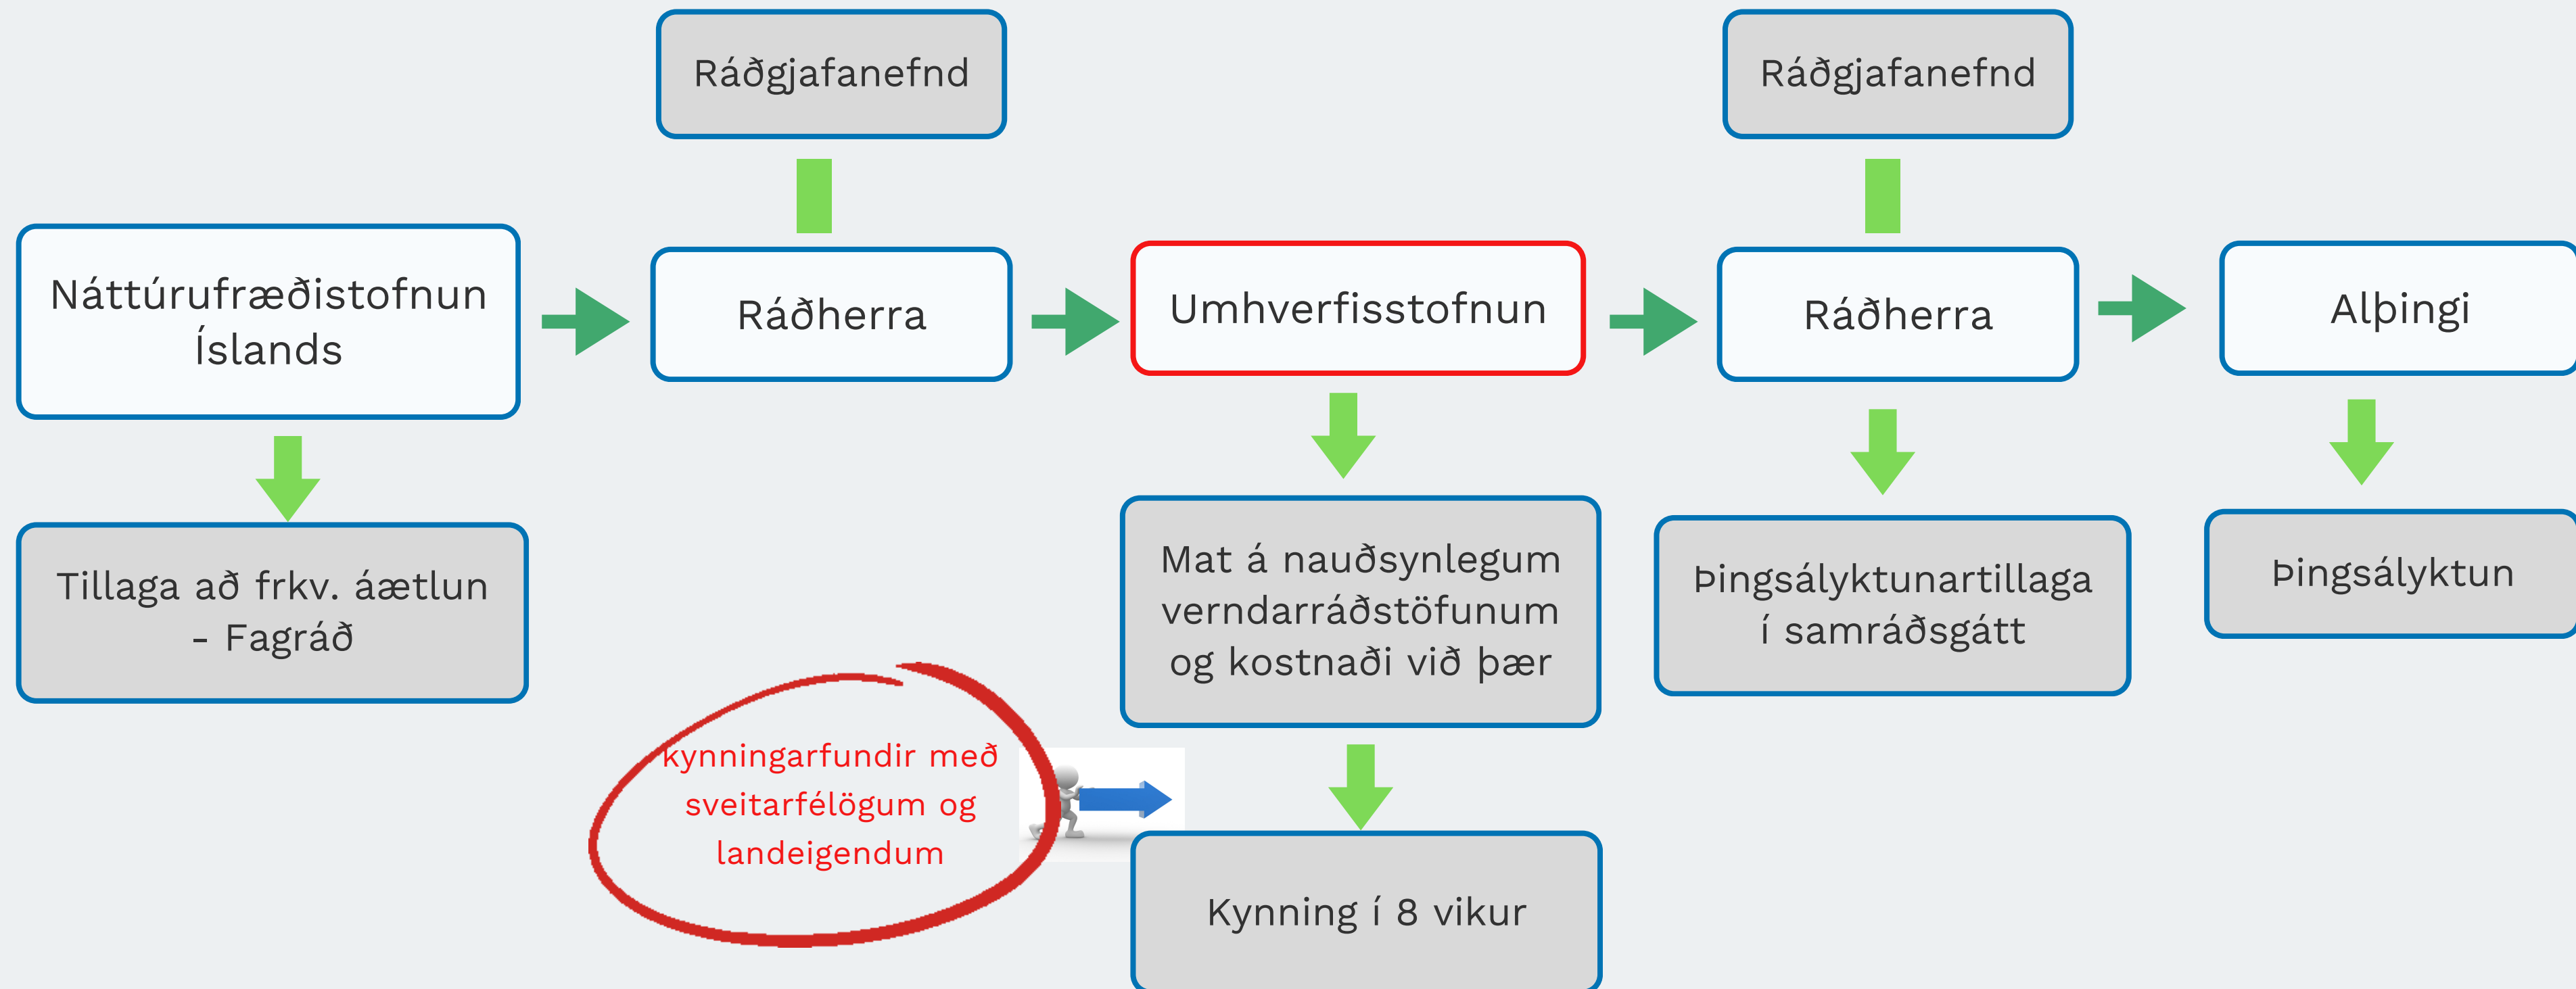 Ráðgjafanefnd
Ráðgjafanefnd
Náttúrufræðistofnun
Íslands
Ráðherra
Umhverfisstofnun
Ráðherra
Alþingi
Tillaga að frkv. áætlun
- Fagráð
Mat á nauðsynlegum
verndarráðstöfunum
og kostnaði við þær
Þingsályktunartillaga
í samráðsgátt
Þingsályktun
kynningarfundir með
sveitarfélögum og
landeigendum
Kynning í 8 vikur